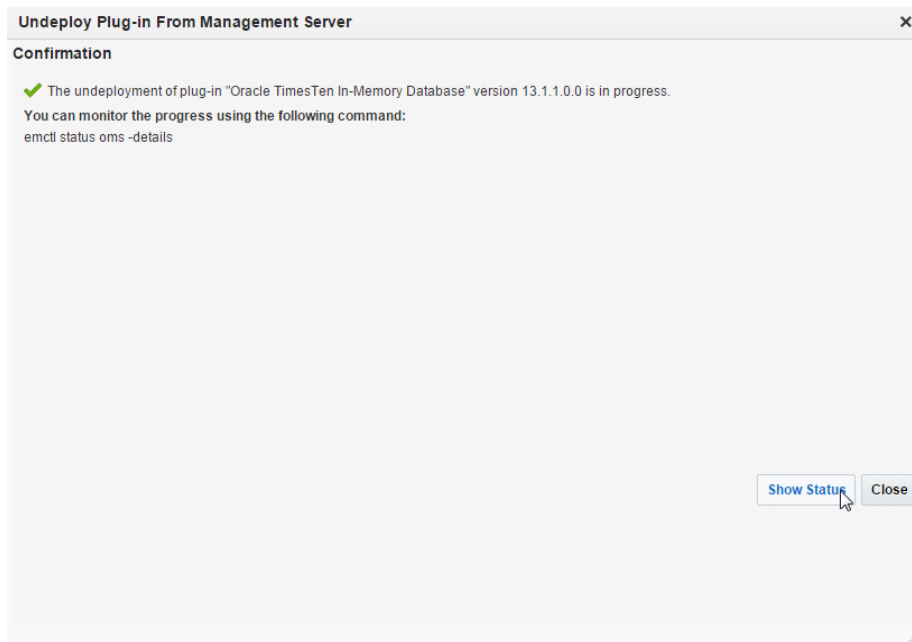 Undeploy Plug-in From Management Server
Confirmation
The undeployment of plug-in "Oracle TimesTen In-Memory Database" version 13.1.1.0.0 is in progress.
You can monitor the progress using the following command:
emctl status oms -details
Show Status
Close